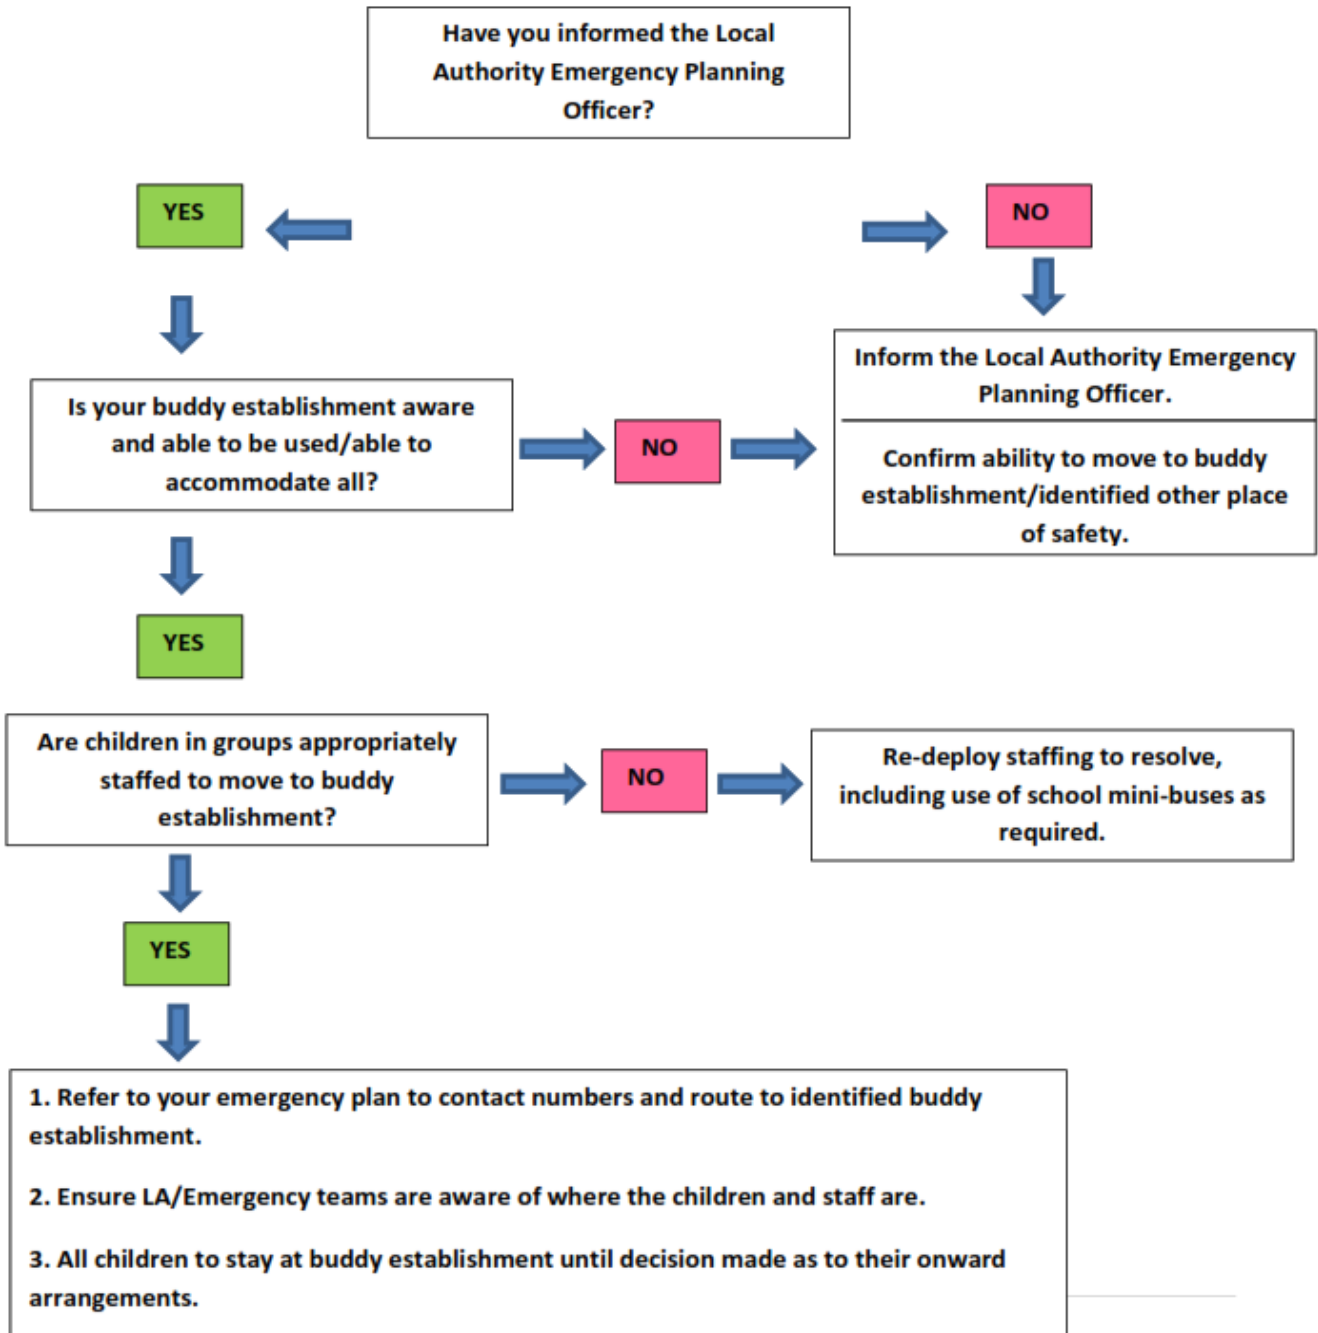 Have you informed the Local
Authority Emergency Planning
Officer?
YES
NO
Inform the Local Authority Emergency
Planning Officer.
Confirm ability to move to buddy
establishment/identified other place
of safety.
Is your buddy establishment aware
and able to be used/able to
accommodate all?
NO
YES
Are children in groups appropriately
staffed to move to buddy
establishment?
NO
Re-deploy staffing to resolve,
including use of school mini-buses as
required.
YES
1. Refer to your emergency plan to contact numbers and route to identified buddy
establishment.
2. Ensure LA/Emergency teams are aware of where the children and staff are.
3. All children to stay at buddy establishment until decision made as to their onward
arrangements.